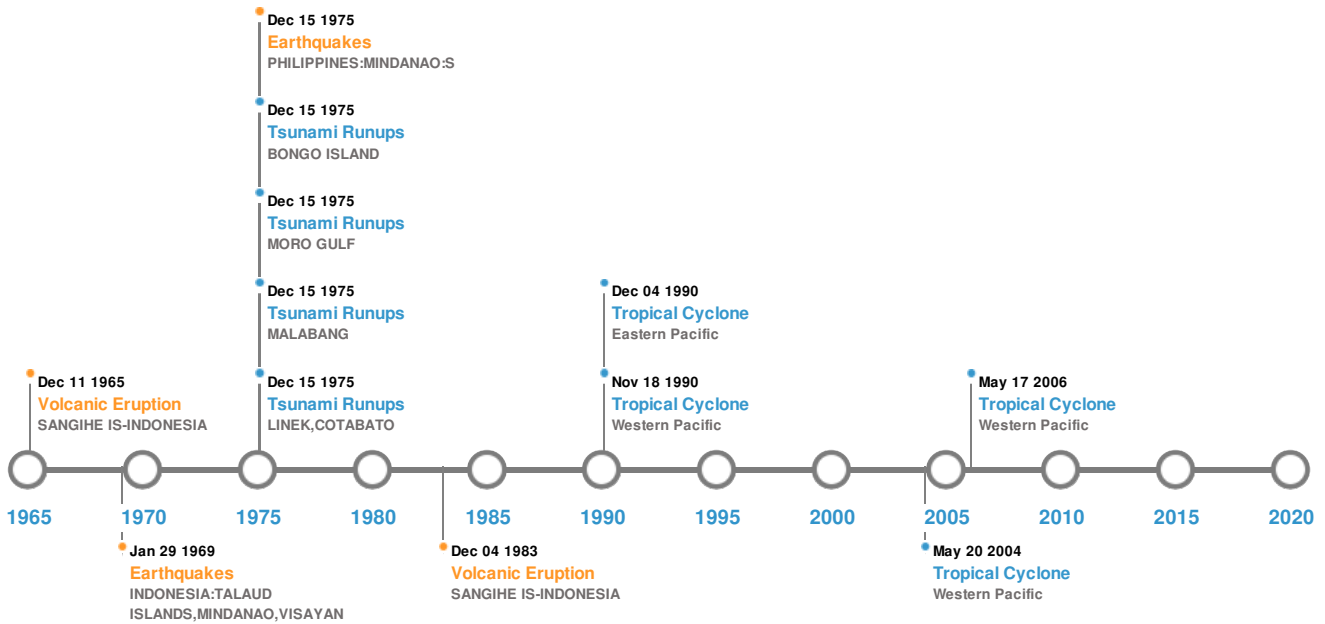 Dec 15 1975
Earthquakes
PHILIPPINES:MINDANAO:S
Dec 15 1975
Tsunami Runups
BONGO ISLAND
Dec 15 1975
Tsunami Runups
MORO GULF
Dec 15 1975
Tsunami Runups
MALABANG
Dec 04 1990
Tropical Cyclone
Eastern Pacific
Dec 11 1965
Volcanic Eruption
SANGIHE IS-INDONESIA
Dec 15 1975
Tsunami Runups
LINEK,COTABATO
Nov 18 1990
Tropical Cyclone
Western Pacific
May 17 2006
Tropical Cyclone
Western Pacific
1965 1970 1975 1980 1985 1990 1995 2000 2005 2010 2015 2020
Jan 29 1969
Earthquakes
INDONESIA:TALAUD
ISLANDS,MINDANAO,VISAYAN
Dec 04 1983
Volcanic Eruption
SANGIHE IS-INDONESIA
May 20 2004
Tropical Cyclone
Western Pacific